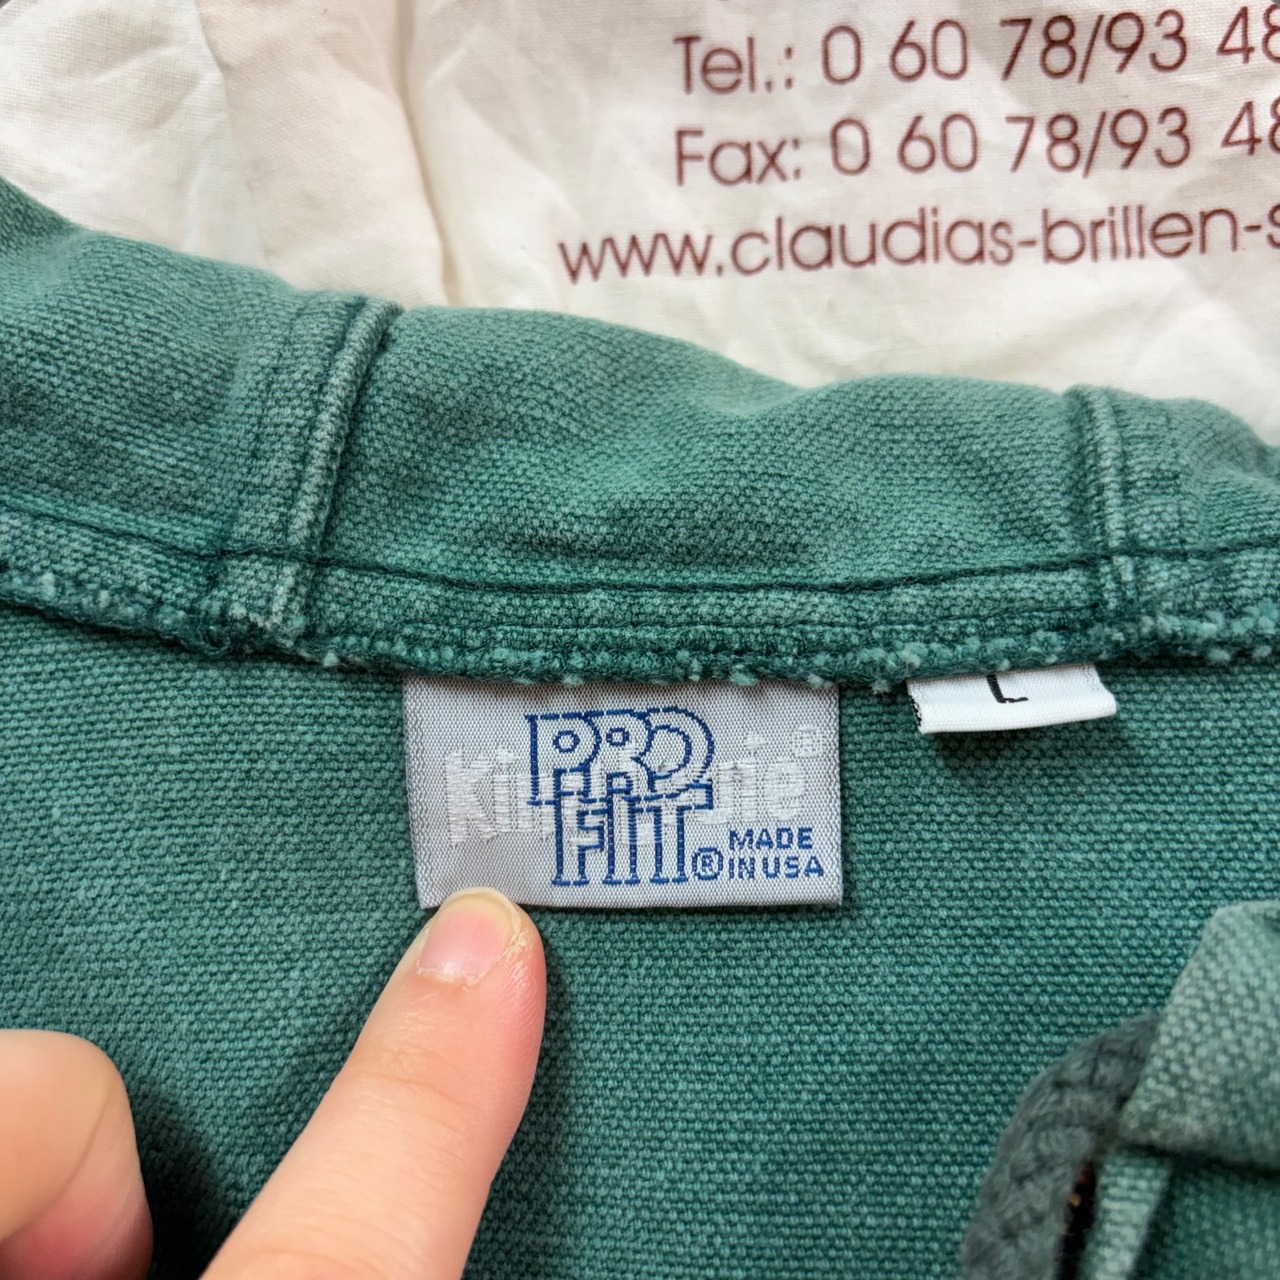 Tel.: 0 60 78/93 48
Fax: 0 60 78/93 48
www.claudias-brillen-s
PRO
FIT®
MADE
IN USA
L